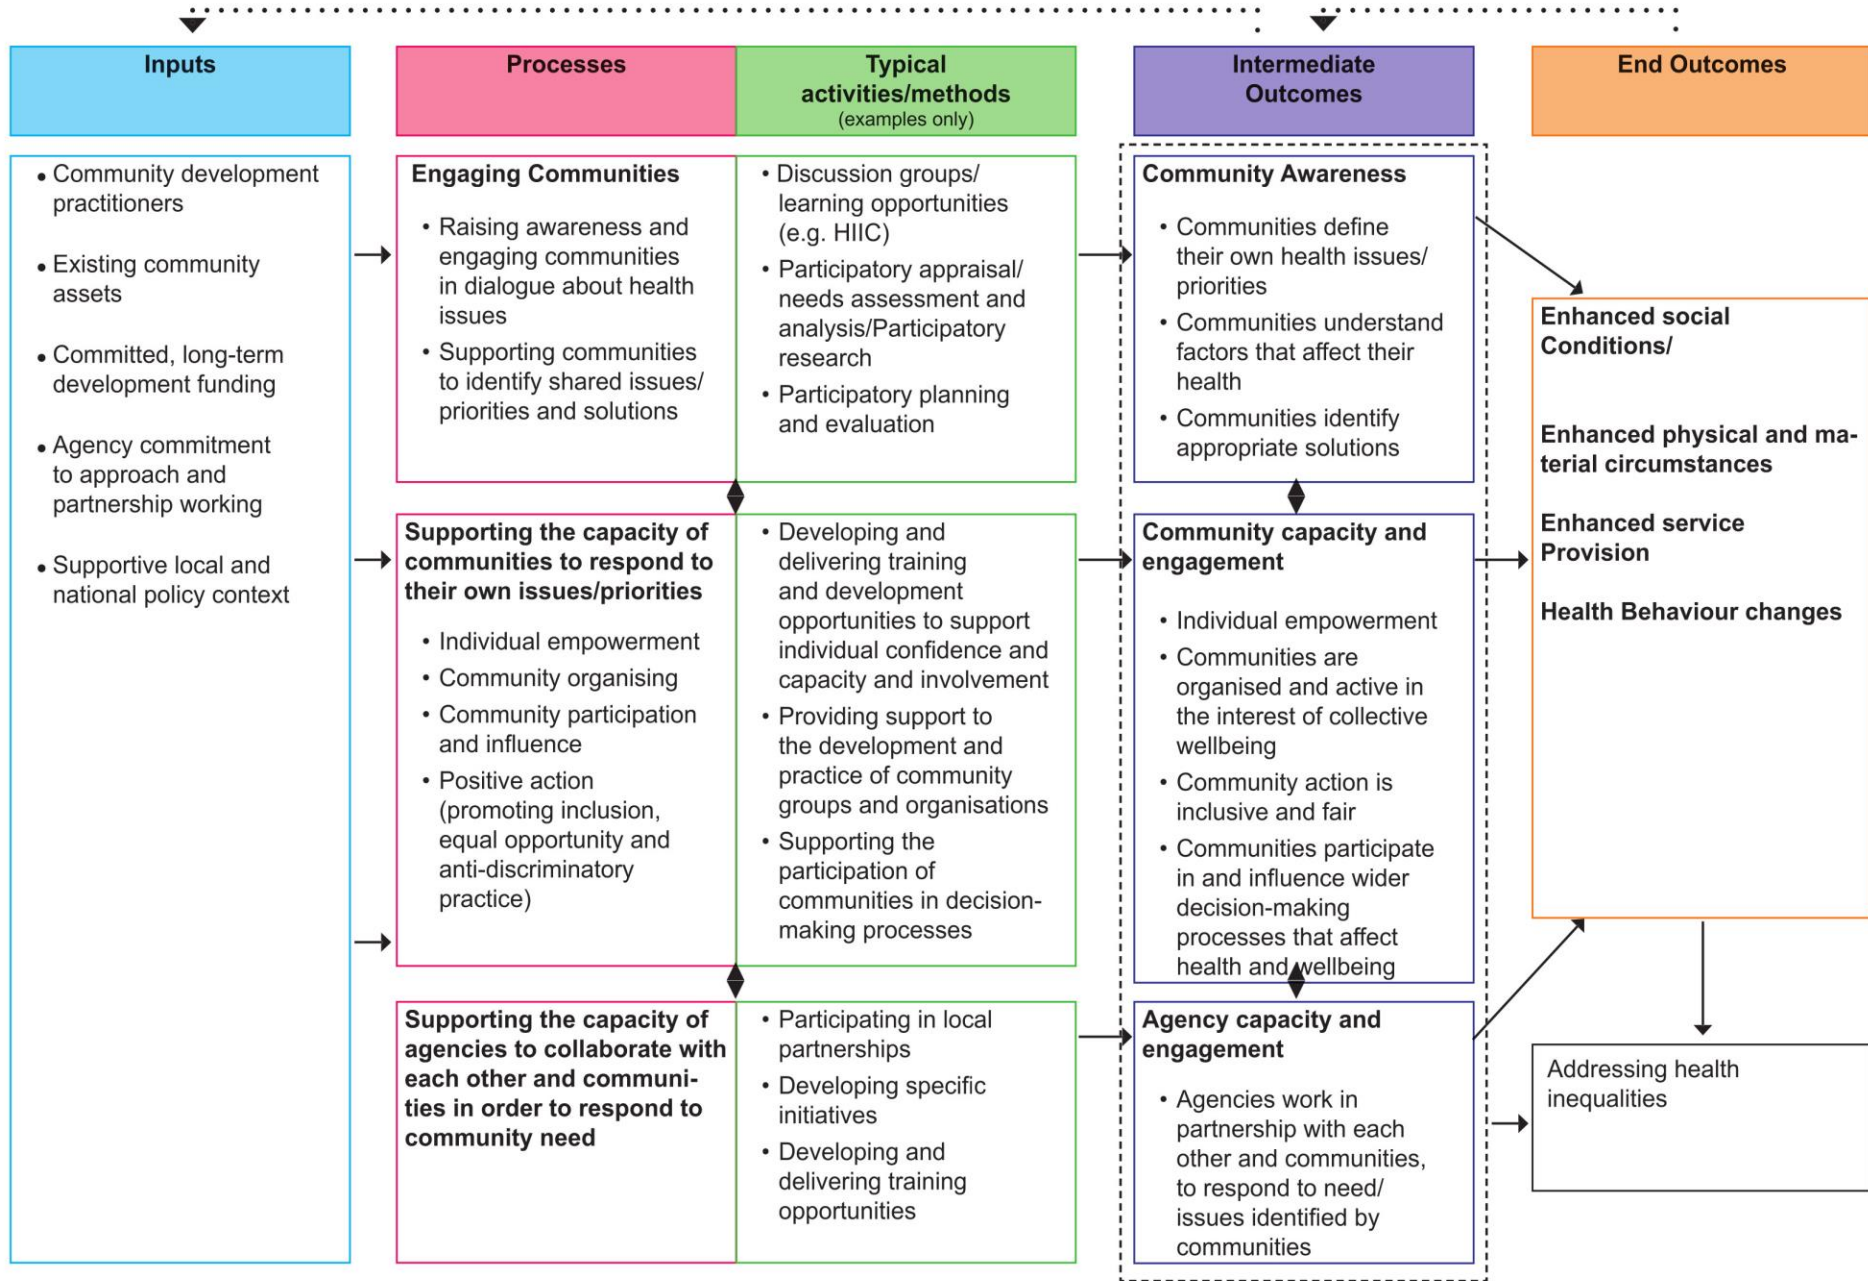 Inputs
Processes
Typical
activities/methods
(examples only)
Intermediate
Outcomes
End Outcomes
• Community development
practitioners
• Existing community
assets
• Committed, long-term
development funding
• Agency commitment
to approach and
partnership working
• Supportive local and
national policy context
Engaging Communities
• Raising awareness and
engaging communities
in dialogue about health
issues
• Supporting communities
to identify shared issues/
priorities and solutions
• Discussion groups/
learning opportunities
(e.g. HIIC)
• Participatory appraisal/
needs assessment and
analysis/Participatory
research
• Participatory planning
and evaluation
Community Awareness
• Communities define
their own health issues/
priorities
• Communities understand
factors that affect their
health
• Communities identify
appropriate solutions
Supporting the capacity of
communities to respond to
their own issues/priorities
• Individual empowerment
• Community organising
• Community participation
and influence
• Positive action
(promoting inclusion,
equal opportunity and
anti-discriminatory
practice)
• Developing and
delivering training
and development
opportunities to support
individual confidence and
capacity and involvement
• Providing support to
the development and
practice of community
groups and organisations
• Supporting the
participation of
communities in decision-
making processes
Community capacity and
engagement
• Individual empowerment
• Communities are
organised and active in
the interest of collective
wellbeing
• Community action is
inclusive and fair
• Communities participate
in and influence wider
decision-making
processes that affect
health and wellbeing
Supporting the capacity of
agencies to collaborate with
each other and communi-
ties in order to respond to
community need
• Participating in local
partnerships
• Developing specific
initiatives
• Developing and
delivering training
opportunities
Agency capacity and
engagement
• Agencies work in
partnership with each
other and communities,
to respond to need/
issues identified by
communities
Enhanced social
Conditions/
Enhanced physical and ma-
terial circumstances
Enhanced service
Provision
Health Behaviour changes
Addressing health
inequalities